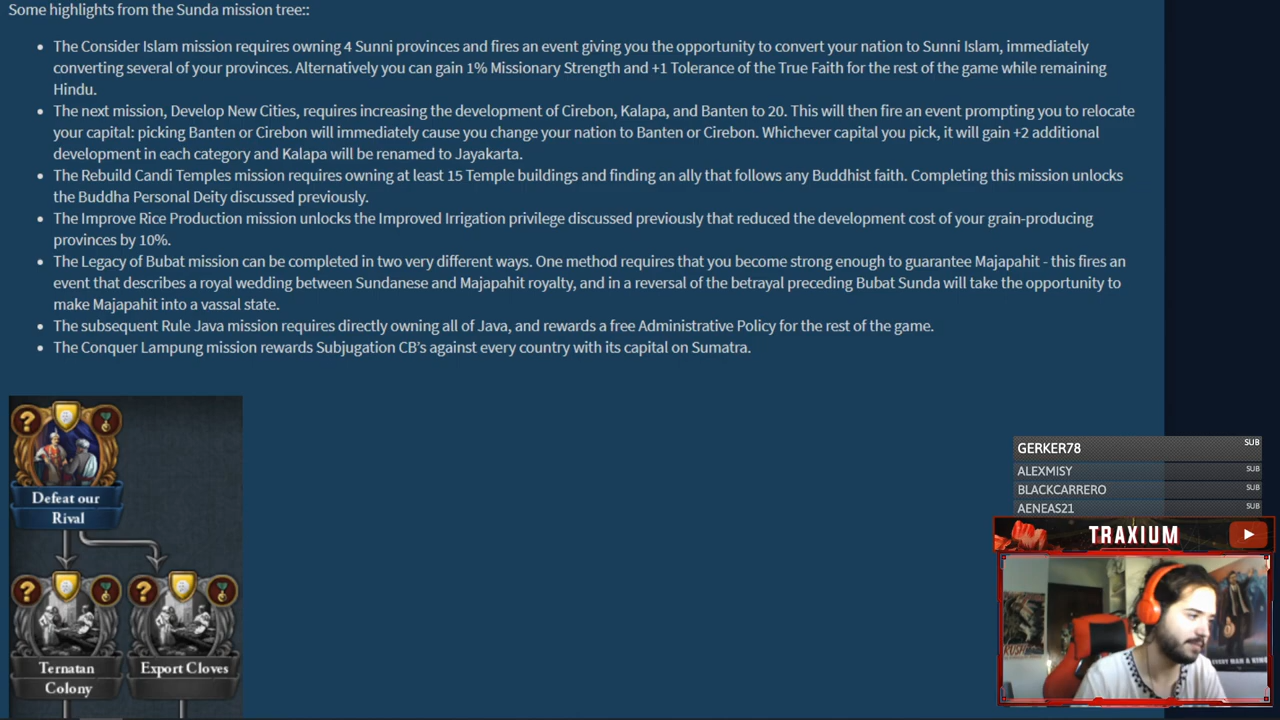 Some highlights from the Sunda mission tree::
• The Consider Islam mission requires owning 4 Sunni provinces and fires an event giving you the opportunity to convert your nation to Sunni Islam, immediately
converting several of your provinces. Alternatively you can gain 1% Missionary Strength and +1 Tolerance of the True Faith for the rest of the game while remaining
Hindu.
• The next mission, Develop New Cities, requires increasing the development of Cirebon, Kalapa, and Banten to 20. This will then fire an event prompting you to relocate
your capital: picking Banten or Cirebon will immediately cause you change your nation to Banten or Cirebon. Whichever capital you pick, it will gain +2 additional
development in each category and Kalapa will be renamed to Jayakarta.
• The Rebuild Candi Temples mission requires owning at least 15 Temple buildings and finding an ally that follows any Buddhist faith. Completing this mission unlocks
the Buddha Personal Deity discussed previously.
• The Improve Rice Production mission unlocks the Improved Irrigation privilege discussed previously that reduced the development cost of your grain-producing
provinces by 10%.
• The Legacy of Bubat mission can be completed in two very different ways. One method requires that you become strong enough to guarantee Majapahit - this fires an
event that describes a royal wedding between Sundanese and Majapahit royalty, and in a reversal of the betrayal preceding Bubat Sunda will take the opportunity to
make Majapahit into a vassal state.
• The subsequent Rule Java mission requires directly owning all of Java, and rewards a free Administrative Policy for the rest of the game.
• The Conquer Lampung mission rewards Subjugation CB's against every country with its capital on Sumatra.
?
Defeat our
Rival
? ?
Ternatan
Colony
Export Cloves
GERKER78 SUB
ALEXMISY SUB
BLACKCARRERO SUB
AENEAS21 SUB
TRAXIUM
EVERY MAN A KING